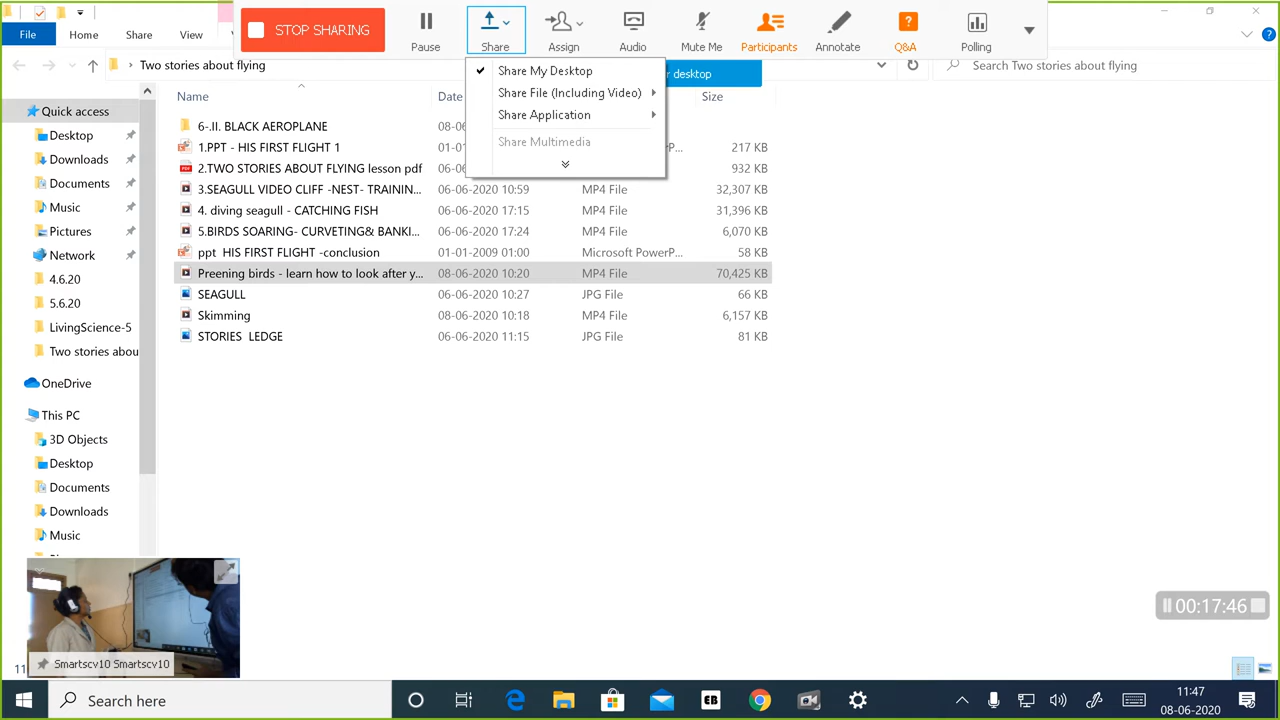 STOP SHARING
Pause
Share
Assign
Audio
Mute Me
Participants
Annotate
Q&A
Polling
File
Home
Share
View
Share My Desktop
Share File (Including Video)
Share Application
Share Multimedia
desktop
Two stories about flying
Search Two stories about flying
Name
Date
Size
Quick access
Desktop
Downloads
Documents
Music
Pictures
Network
4.6.20
5.6.20
LivingScience-5
Two stories abou
OneDrive
This PC
3D Objects
Desktop
Documents
Downloads
Music
6-.II. BLACK AEROPLANE 08-06
1.PPT - HIS FIRST FLIGHT 1 01-01 P... 217 KB
2.TWO STORIES ABOUT FLYING lesson pdf 06-06 932 KB
3.SEAGULL VIDEO CLIFF -NEST- TRAININ... 06-06-2020 10:59 MP4 File 32,307 KB
4. diving seagull - CATCHING FISH 06-06-2020 17:15 MP4 File 31,396 KB
5.BIRDS SOARING- CURVETING& BANKI... 06-06-2020 17:24 MP4 File 6,070 KB
ppt HIS FIRST FLIGHT -conclusion 01-01-2009 01:00 Microsoft PowerP... 58 KB
Preening birds - learn how to look after y... 08-06-2020 10:20 MP4 File 70,425 KB
SEAGULL 06-06-2020 10:27 JPG File 66 KB
Skimming 08-06-2020 10:18 MP4 File 6,157 KB
STORIES LEDGE 06-06-2020 11:15 JPG File 81 KB
00:17:46
Smartscv10 Smartscv10
11
Search here
EB
11:47
08-06-2020